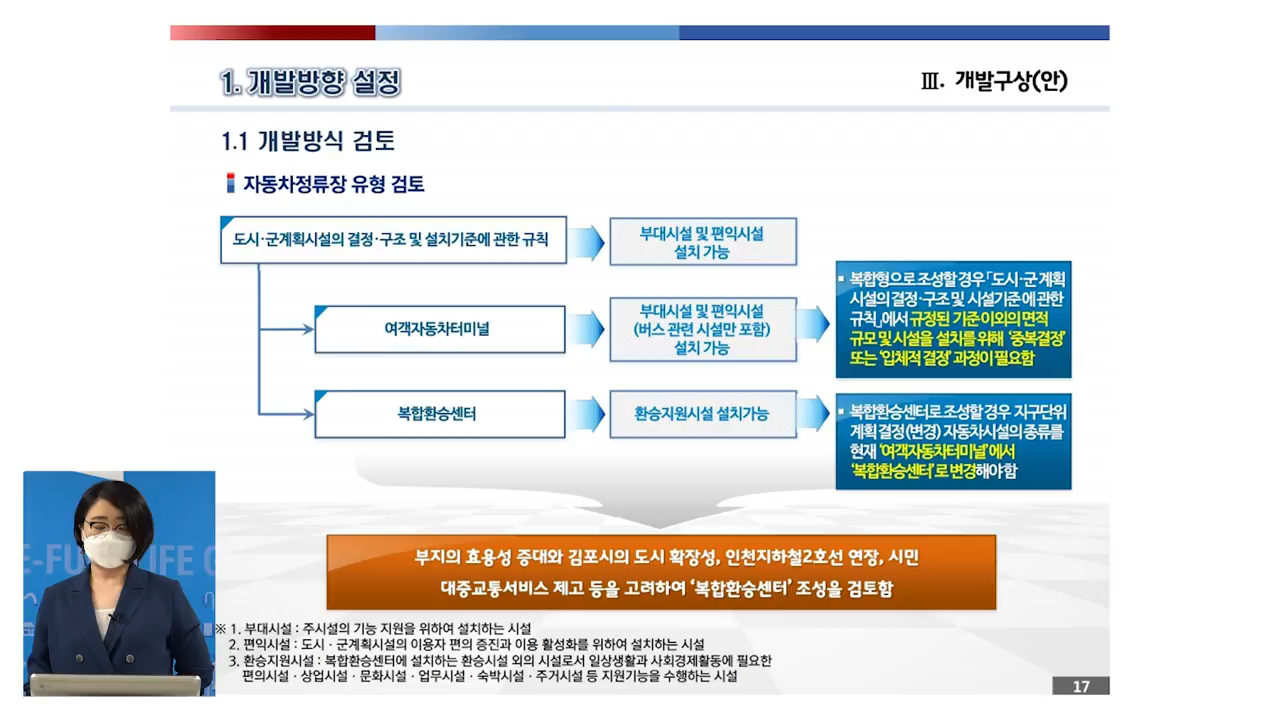 1. 개발방향 설정
Ⅲ. 개발구상(안)
1.1 개발방식 검토
자동차정류장 유형 검토
도시·군계획시설의 결정·구조 및 설치기준에 관한 규칙
부대시설 및 편익시설
설치 가능
여객자동차터미널
부대시설 및 편익시설
(버스 관련 시설만 포함)
설치 가능
▪ 복합형으로 조성할 경우 「도시·군 계획
시설의 결정·구조 및 시설기준에 관한
규칙」에서 규정된 기준 이외의 면적
규모 및 시설을 설치를 위해 ‘중복결정’
또는 ‘입체적 결정’ 과정이 필요함
복합환승센터
환승지원시설 설치가능
▪ 복합환승센터로 조성할 경우 지구단위
계획 결정(변경) 자동차시설의 종류를
현재 ‘여객자동차터미널’에서
‘복합환승센터’로 변경해야 함
부지의 효용성 증대와 김포시의 도시 확장성, 인천지하철2호선 연장, 시민
대중교통서비스 제고 등을 고려하여 ‘복합환승센터’ 조성을 검토함
※ 1. 부대시설 : 주시설의 기능 지원을 위하여 설치하는 시설
2. 편익시설 : 도시·군계획시설의 이용자 편의 증진과 이용 활성화를 위하여 설치하는 시설
3. 환승지원시설 : 복합환승센터에 설치하는 환승시설 외의 시설로서 일상생활과 사회경제활동에 필요한
편의시설·상업시설·문화시설·업무시설·숙박시설·주거시설 등 지원기능을 수행하는 시설
17